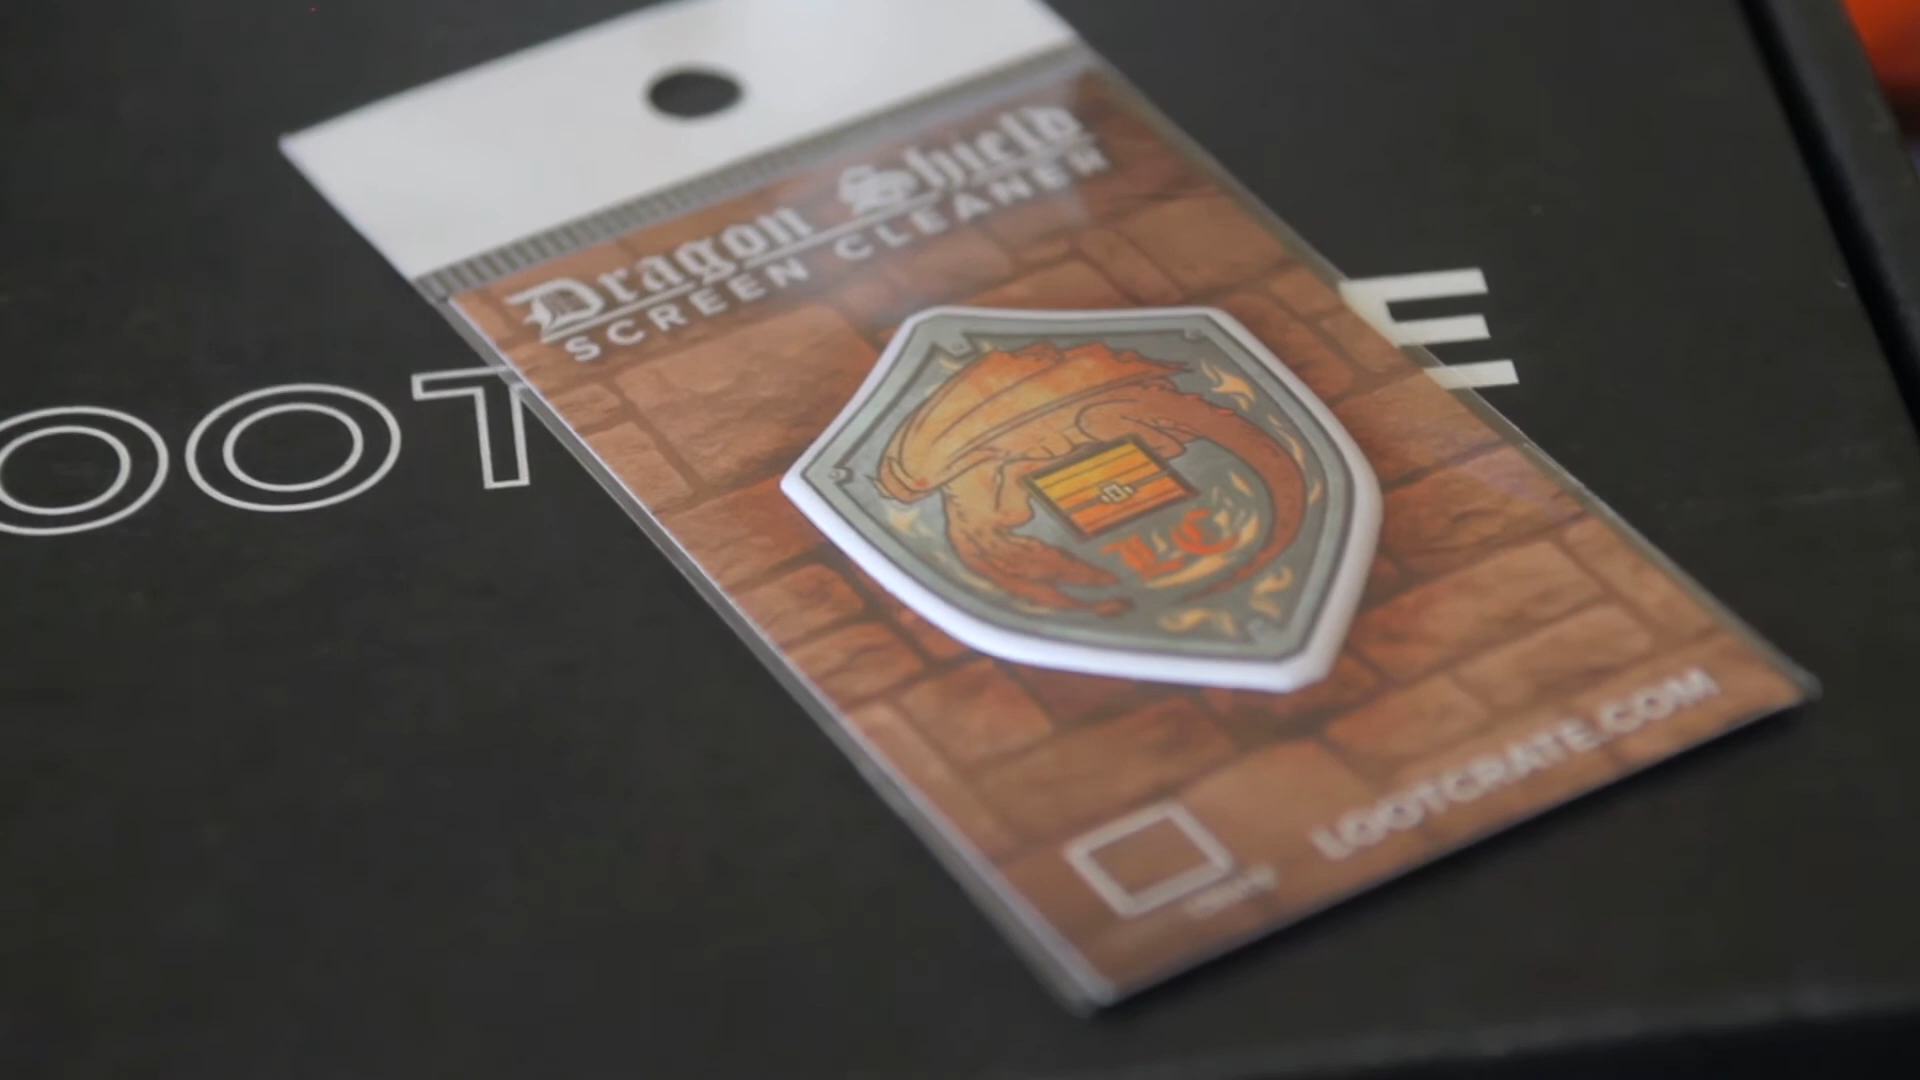 Dragon Shield
SCREEN CLEANER
OOT
E
LC
LOOTCRATE.COM